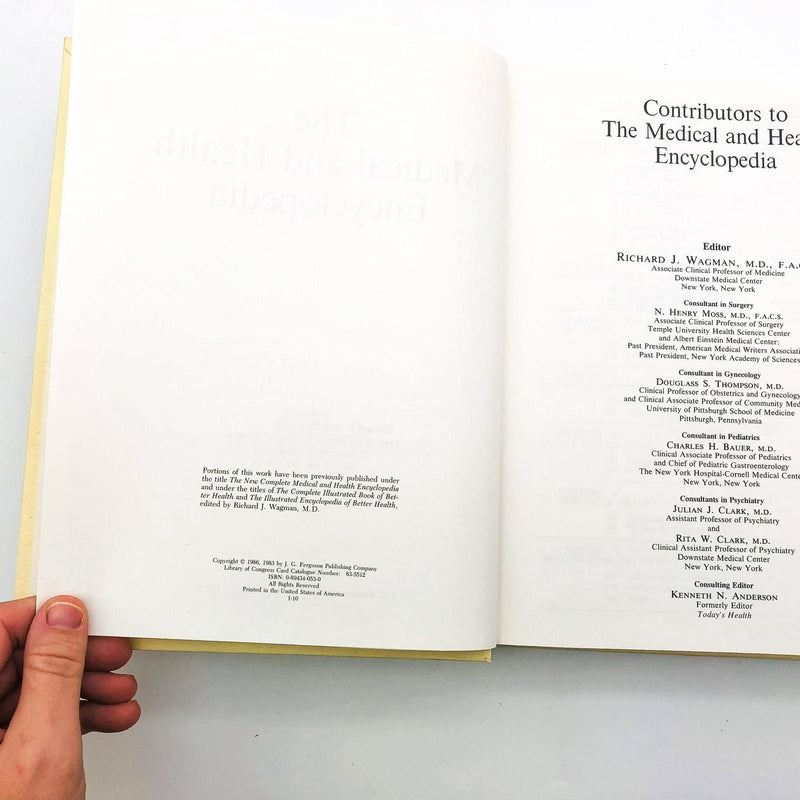 Portions of this work have been previously published under
the title The New Complete Medical and Health Encyclopedia
and under the titles of The Complete Illustrated Book of Bet-
ter Health and The Illustrated Encyclopedia of Better Health,
edited by Richard J. Wagman, M.D.
Copyright © 1986, 1983 by J. G. Ferguson Publishing Company
Library of Congress Card Catalogue Number: 83-5512
ISBN: 0-89434-053-0
All Rights Reserved
Printed in the United States of America
I-10
Contributors to
The Medical and Hea
Encyclopedia
Editor
RICHARD J. WAGMAN, M.D., F.A.C
Associate Clinical Professor of Medicine
Downstate Medical Center
New York, New York
Consultant in Surgery
N. HENRY MOSS, M.D., F.A.C.S.
Associate Clinical Professor of Surgery
Temple University Health Sciences Center
and Albert Einstein Medical Center;
Past President, American Medical Writers Associati
Past President, New York Academy of Sciences
Consultant in Gynecology
DOUGLASS S. THOMPSON, M.D.
Clinical Professor of Obstetrics and Gynecology
and Clinical Associate Professor of Community Med
University of Pittsburgh School of Medicine
Pittsburgh, Pennsylvania
Consultant in Pediatrics
CHARLES H. BAUER, M.D.
Clinical Associate Professor of Pediatrics
and Chief of Pediatric Gastroenterology
The New York Hospital-Cornell Medical Cente
New York, New York
Consultants in Psychiatry
JULIAN J. CLARK, M.D.
Assistant Professor of Psychiatry
and
RITA W. CLARK, M.D.
Clinical Assistant Professor of Psychiatry
Downstate Medical Center
New York, New York
Consulting Editor
KENNETH N. ANDERSON
Formerly Editor
Today's Health